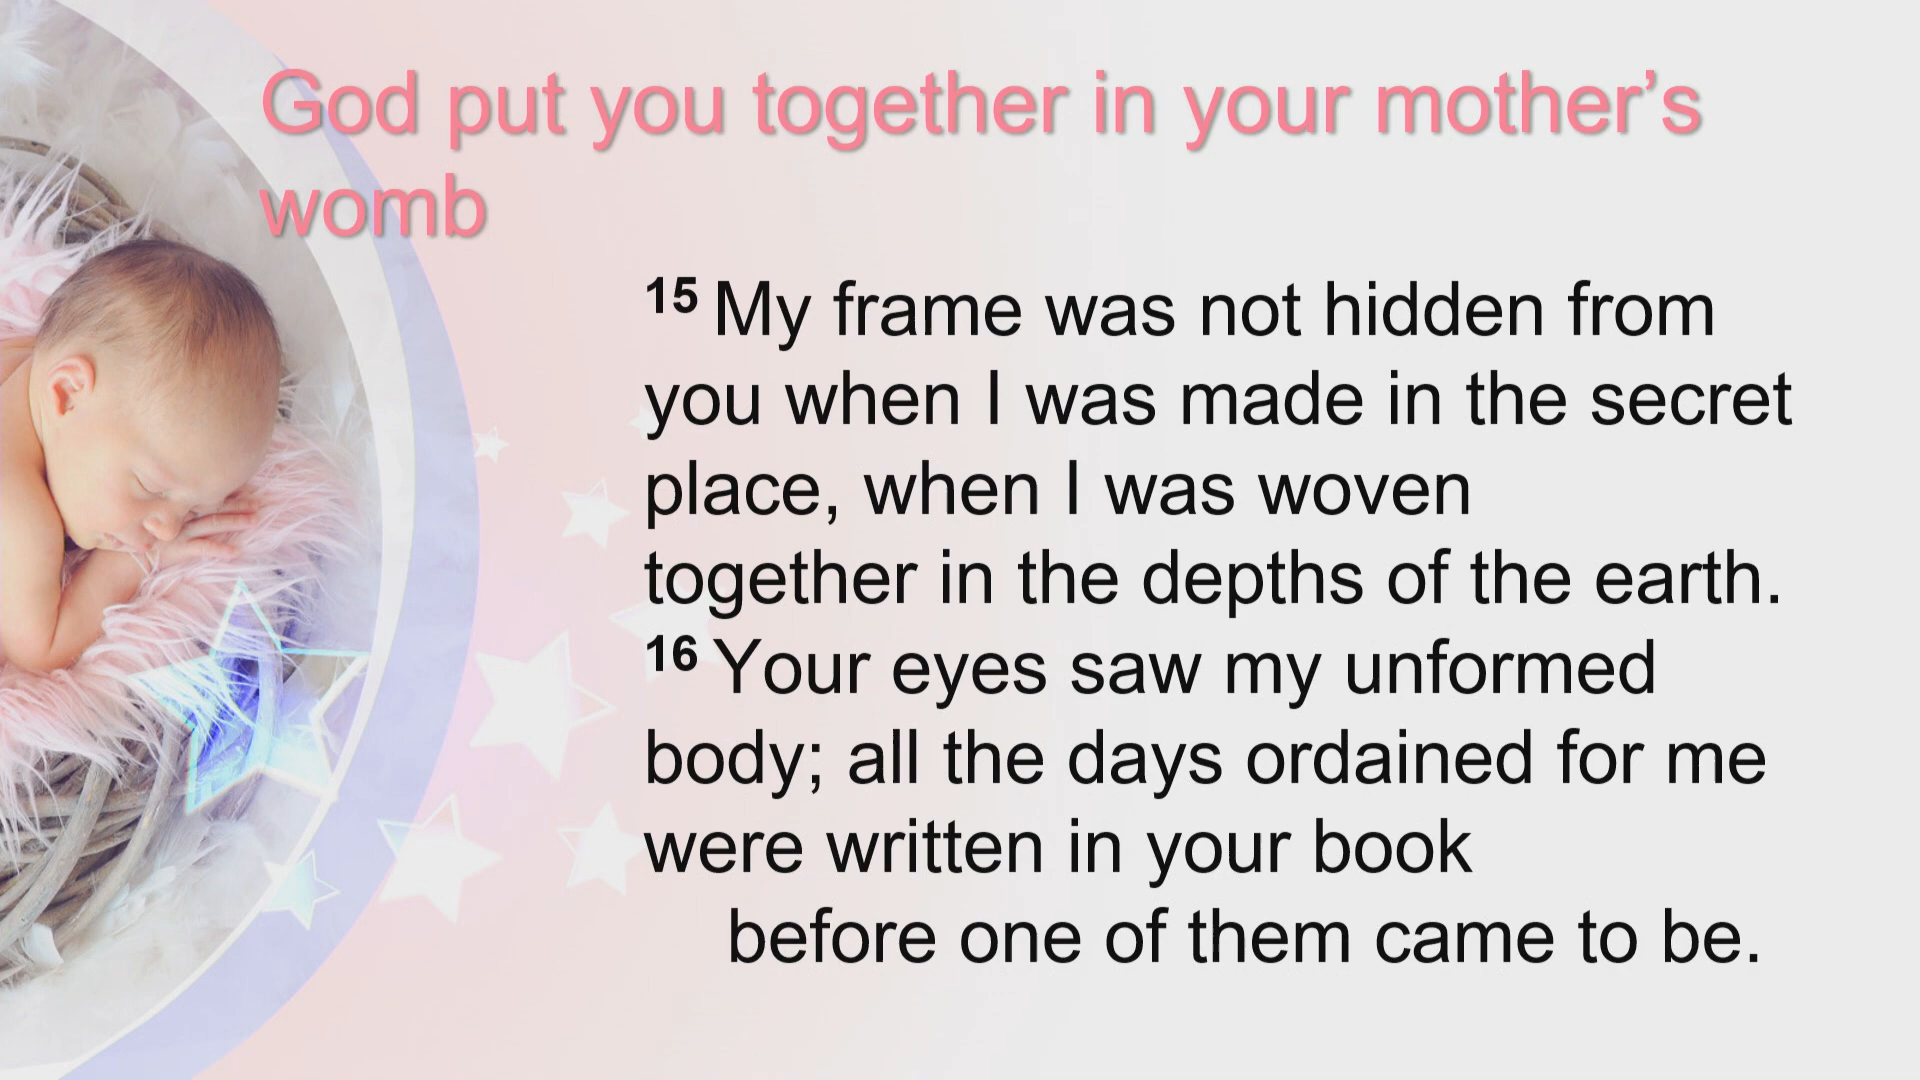 God put you together in your mother’s
womb
15 My frame was not hidden from
you when I was made in the secret
place, when I was woven
together in the depths of the earth.
16 Your eyes saw my unformed
body; all the days ordained for me
were written in your book
before one of them came to be.